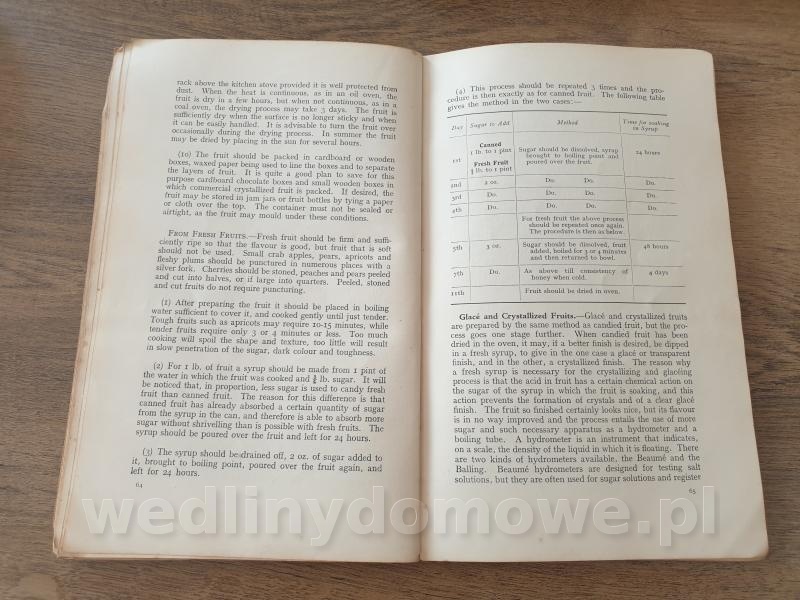 rack above the kitchen stove provided it is well protected from
dust. When the heat is continuous, as in an oil oven, the
fruit is dry in a few hours, but when not continuous, as in a
coal oven, the drying process may take 3 days. The fruit is
sufficiently dry when the surface is no longer sticky and when
it can be easily handled. It is advisable to turn the fruit over
occasionally during the drying process. In summer the fruit
may be dried by placing in the sun for several hours.
(10) The fruit should be packed in cardboard or wooden
boxes, waxed paper being used to line the boxes and to separate
the layers of fruit. It is quite a good plan to save for this
purpose cardboard chocolate boxes and small wooden boxes in
which commercial crystallized fruit is packed. If desired, the
fruit may be stored in jam jars or fruit bottles by tying a paper
or cloth over the top. The container must not be sealed or
airtight, as the fruit may mould under these conditions.
FROM FRESH FRUITS.—Fresh fruit should be firm and suffi-
ciently ripe so that the flavour is good, but fruit that is soft
should not be used. Small crab apples, pears, apricots and
fleshy plums should be punctured in numerous places with a
silver fork. Cherries should be stoned, peaches and pears peeled
and cut into halves, or if large into quarters. Peeled, stoned
and cut fruits do not require puncturing.
(1) After preparing the fruit it should be placed in boiling
water sufficient to cover it, and cooked gently until just tender.
Tough fruits such as apricots may require 10-15 minutes, while
tender fruits require only 3 or 4 minutes or less. Too much
cooking will spoil the shape and texture, too little will result
in slow penetration of the sugar, dark colour and toughness.
(2) For 1 lb. of fruit a syrup should be made from 1 pint of
the water in which the fruit was cooked and lb. sugar. It will
be noticed that, in proportion, less sugar is used to candy fresh
fruit than canned fruit. The reason for this difference is that
canned fruit has already absorbed a certain quantity of sugar
from the syrup in the can, and therefore is able to absorb more
sugar without shrivelling than is possible with fresh fruits. The
syrup should be poured over the fruit and left for 24 hours.
(3) The syrup should be drained off, 2 oz. of sugar added to
it, brought to boiling point, poured over the fruit again, and
left for 24 hours.
64
(4) This process should be repeated 3 times and the pro-
cedure is then exactly as for canned fruit. The following table
gives the method in the two cases:—
Day Sugar to Add Method Time for soaking
in Syrup
Canned
1st 1 lb. to 1 pint Sugar should be dissolved, syrup 24 hours
brought to boiling point and
Fresh Fruit poured over the fruit.
lb. to 1 pint
2nd 2 oz. Do. Do. Do.
3rd Do. Do. Do. Do.
4th Do. Do. Do. Do.
For fresh fruit the above process
should be repeated once again.
The procedure is then as below.
5th 3 oz. Sugar should be dissolved, fruit 48 hours
added, boiled for 3 or 4 minutes
and then returned to bowl.
7th Do. As above till consistency of 4 days
honey when cold.
11th Fruit should be dried in oven.
Glacé and Crystallized Fruits.—Glacé and crystallized fruits
are prepared by the same method as candied fruit, but the pro-
cess goes one stage further. When candied fruit has been
dried in the oven, it may, if a better finish is desired, be dipped
in a fresh syrup, to give in the one case a glacé or transparent
finish, and in the other, a crystallized finish. The reason why
a fresh syrup is necessary for the crystallizing and glacéing
process is that the acid in fruit has a certain chemical action on
the sugar of the syrup in which the fruit is soaking, and this
action prevents the formation of crystals and of a clear glacé
finish. The fruit so finished certainly looks nice, but its flavour
is in no way improved and the process entails the use of more
sugar and such necessary apparatus as a hydrometer and a
boiling tube. A hydrometer is an instrument that indicates,
on a scale, the density of the liquid in which it is floating. There
are two kinds of hydrometers available, the Beaumé and the
Balling. Beaumé hydrometers are designed for testing salt
solutions, but they are often used for sugar solutions and register
65
wedlinydomowe.pl